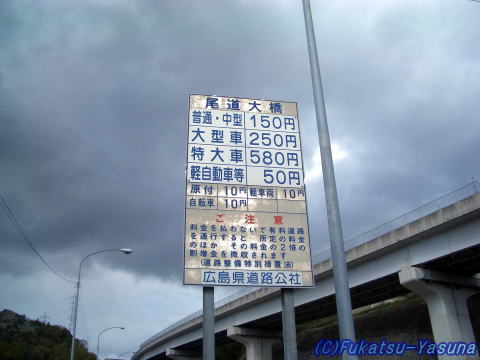 尾道大橋
普通・中型 150円
大型車 250円
特大車 580円
軽自動車等 50円
原付 10円 軽車両 10円
自転車 10円
ご注意
料金を払わないで有料道路
を通行すると、所定の料金
のほか、その料金の2倍の
割増金を徴収されます
(道路整備特別措置法)
広島県道路公社
(C)Fukatsu-Yasuna